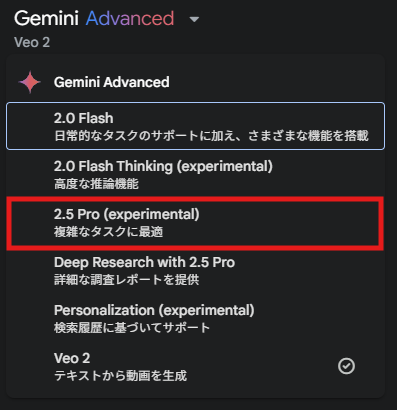 Gemini Advanced
Veo 2
Gemini Advanced
2.0 Flash
日常的なタスクのサポートに加え、さまざまな機能を搭載
2.0 Flash Thinking (experimental)
高度な推論機能
2.5 Pro (experimental)
複雑なタスクに最適
Deep Research with 2.5 Pro
詳細な調査レポートを提供
Personalization (experimental)
検索履歴に基づいてサポート
Veo 2
テキストから動画を生成